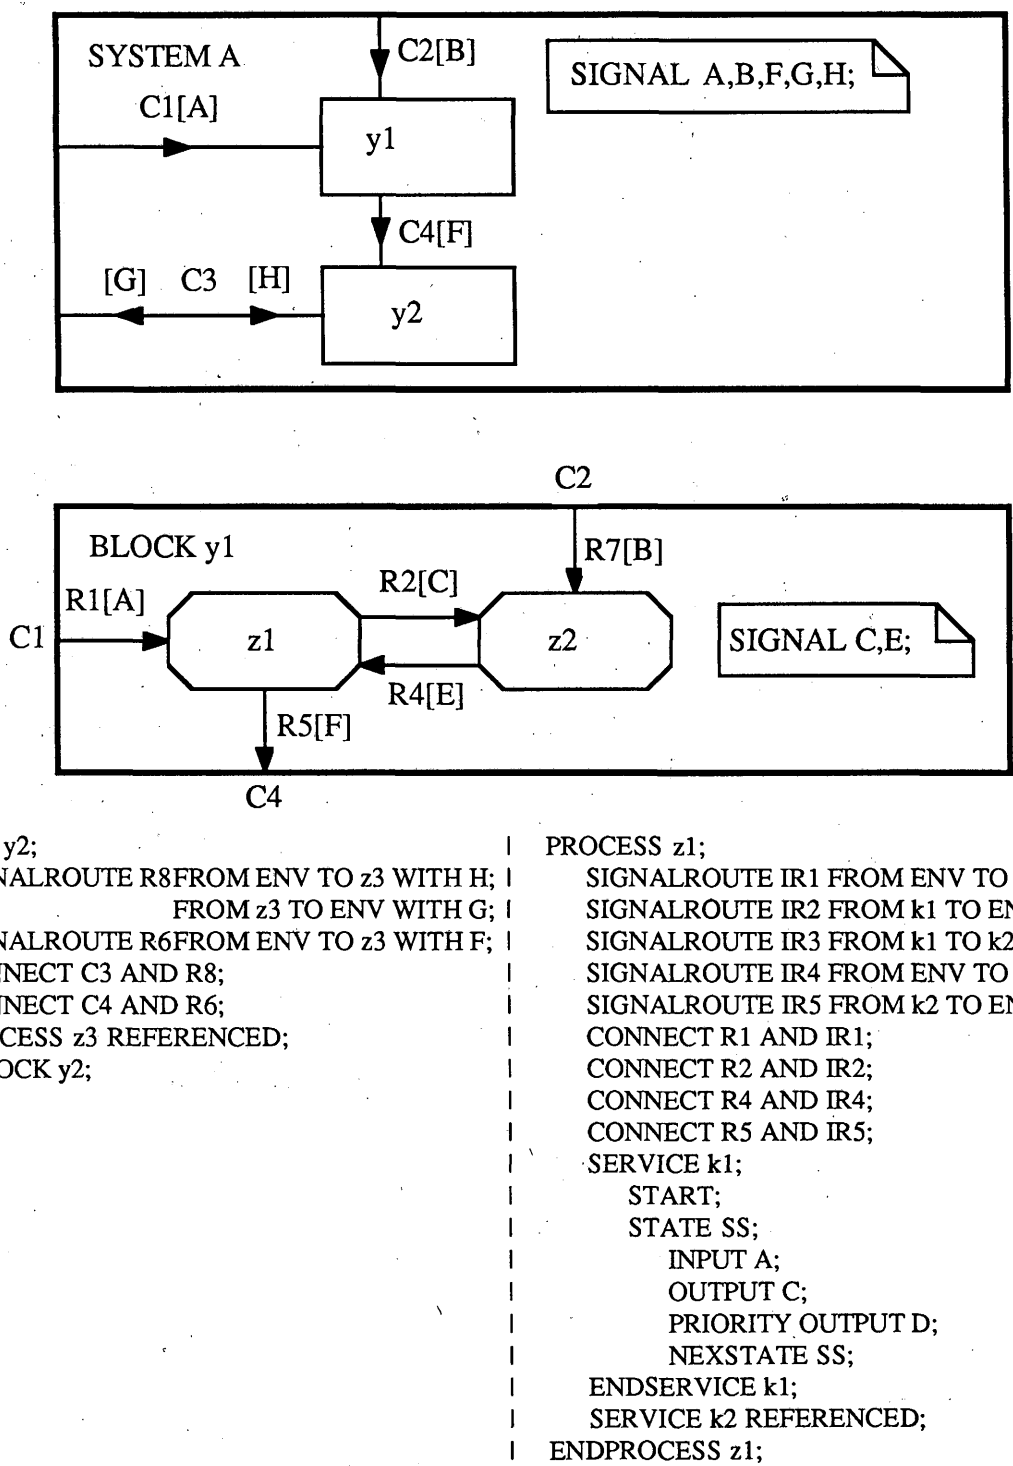 SYSTEM A
C2[B]
SIGNAL A,B,F,G,H;
C1[A]
y1
C4[F]
[G] C3 [H]
y2
C2
BLOCK y1
R7[B]
R2[C]
R1[A]
C1
z1
z2
SIGNAL C,E;
R4[E]
R5[F]
C4
y2;
NALROUTE R8FROM ENV TO z3 WITH H;
FROM z3 TO ENV WITH G;
NALROUTE R6FROM ENV TO z3 WITH F;
NNECT C3 AND R8;
NNECT C4 AND R6;
CESS z3 REFERENCED;
OCK y2;
PROCESS z1;
SIGNALROUTE IR1 FROM ENV TO
SIGNALROUTE IR2 FROM k1 TO EN
SIGNALROUTE IR3 FROM k1 TO k2
SIGNALROUTE IR4 FROM ENV TO
SIGNALROUTE IR5 FROM k2 TO EN
CONNECT R1 AND IR1;
CONNECT R2 AND IR2;
CONNECT R4 AND IR4;
CONNECT R5 AND IR5;
SERVICE k1;
START;
STATE SS;
INPUT A;
OUTPUT C;
PRIORITY OUTPUT D;
NEXSTATE SS;
ENDSERVICE k1;
SERVICE k2 REFERENCED;
ENDPROCESS z1;